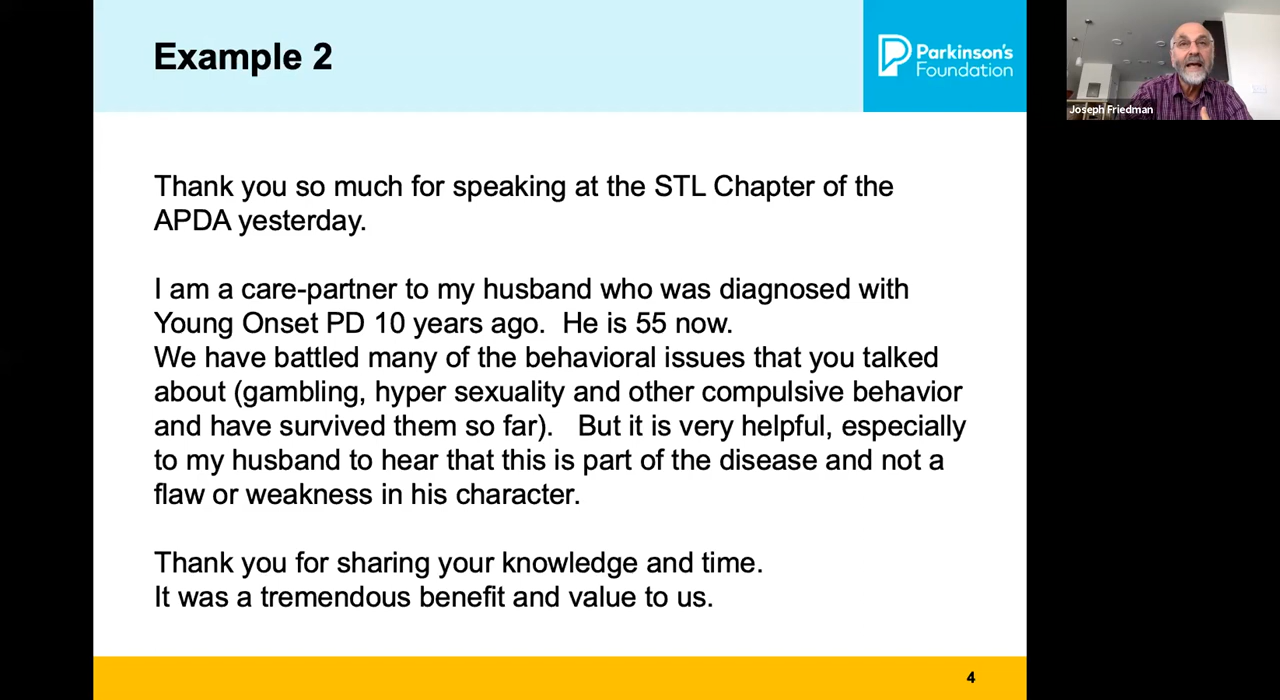 Example 2
Parkinson's
Foundation
Joseph Friedman
Thank you so much for speaking at the STL Chapter of the
APDA yesterday.
I am a care-partner to my husband who was diagnosed with
Young Onset PD 10 years ago.  He is 55 now.
We have battled many of the behavioral issues that you talked
about (gambling, hyper sexuality and other compulsive behavior
and have survived them so far).   But it is very helpful, especially
to my husband to hear that this is part of the disease and not a
flaw or weakness in his character.
Thank you for sharing your knowledge and time.
It was a tremendous benefit and value to us.
4